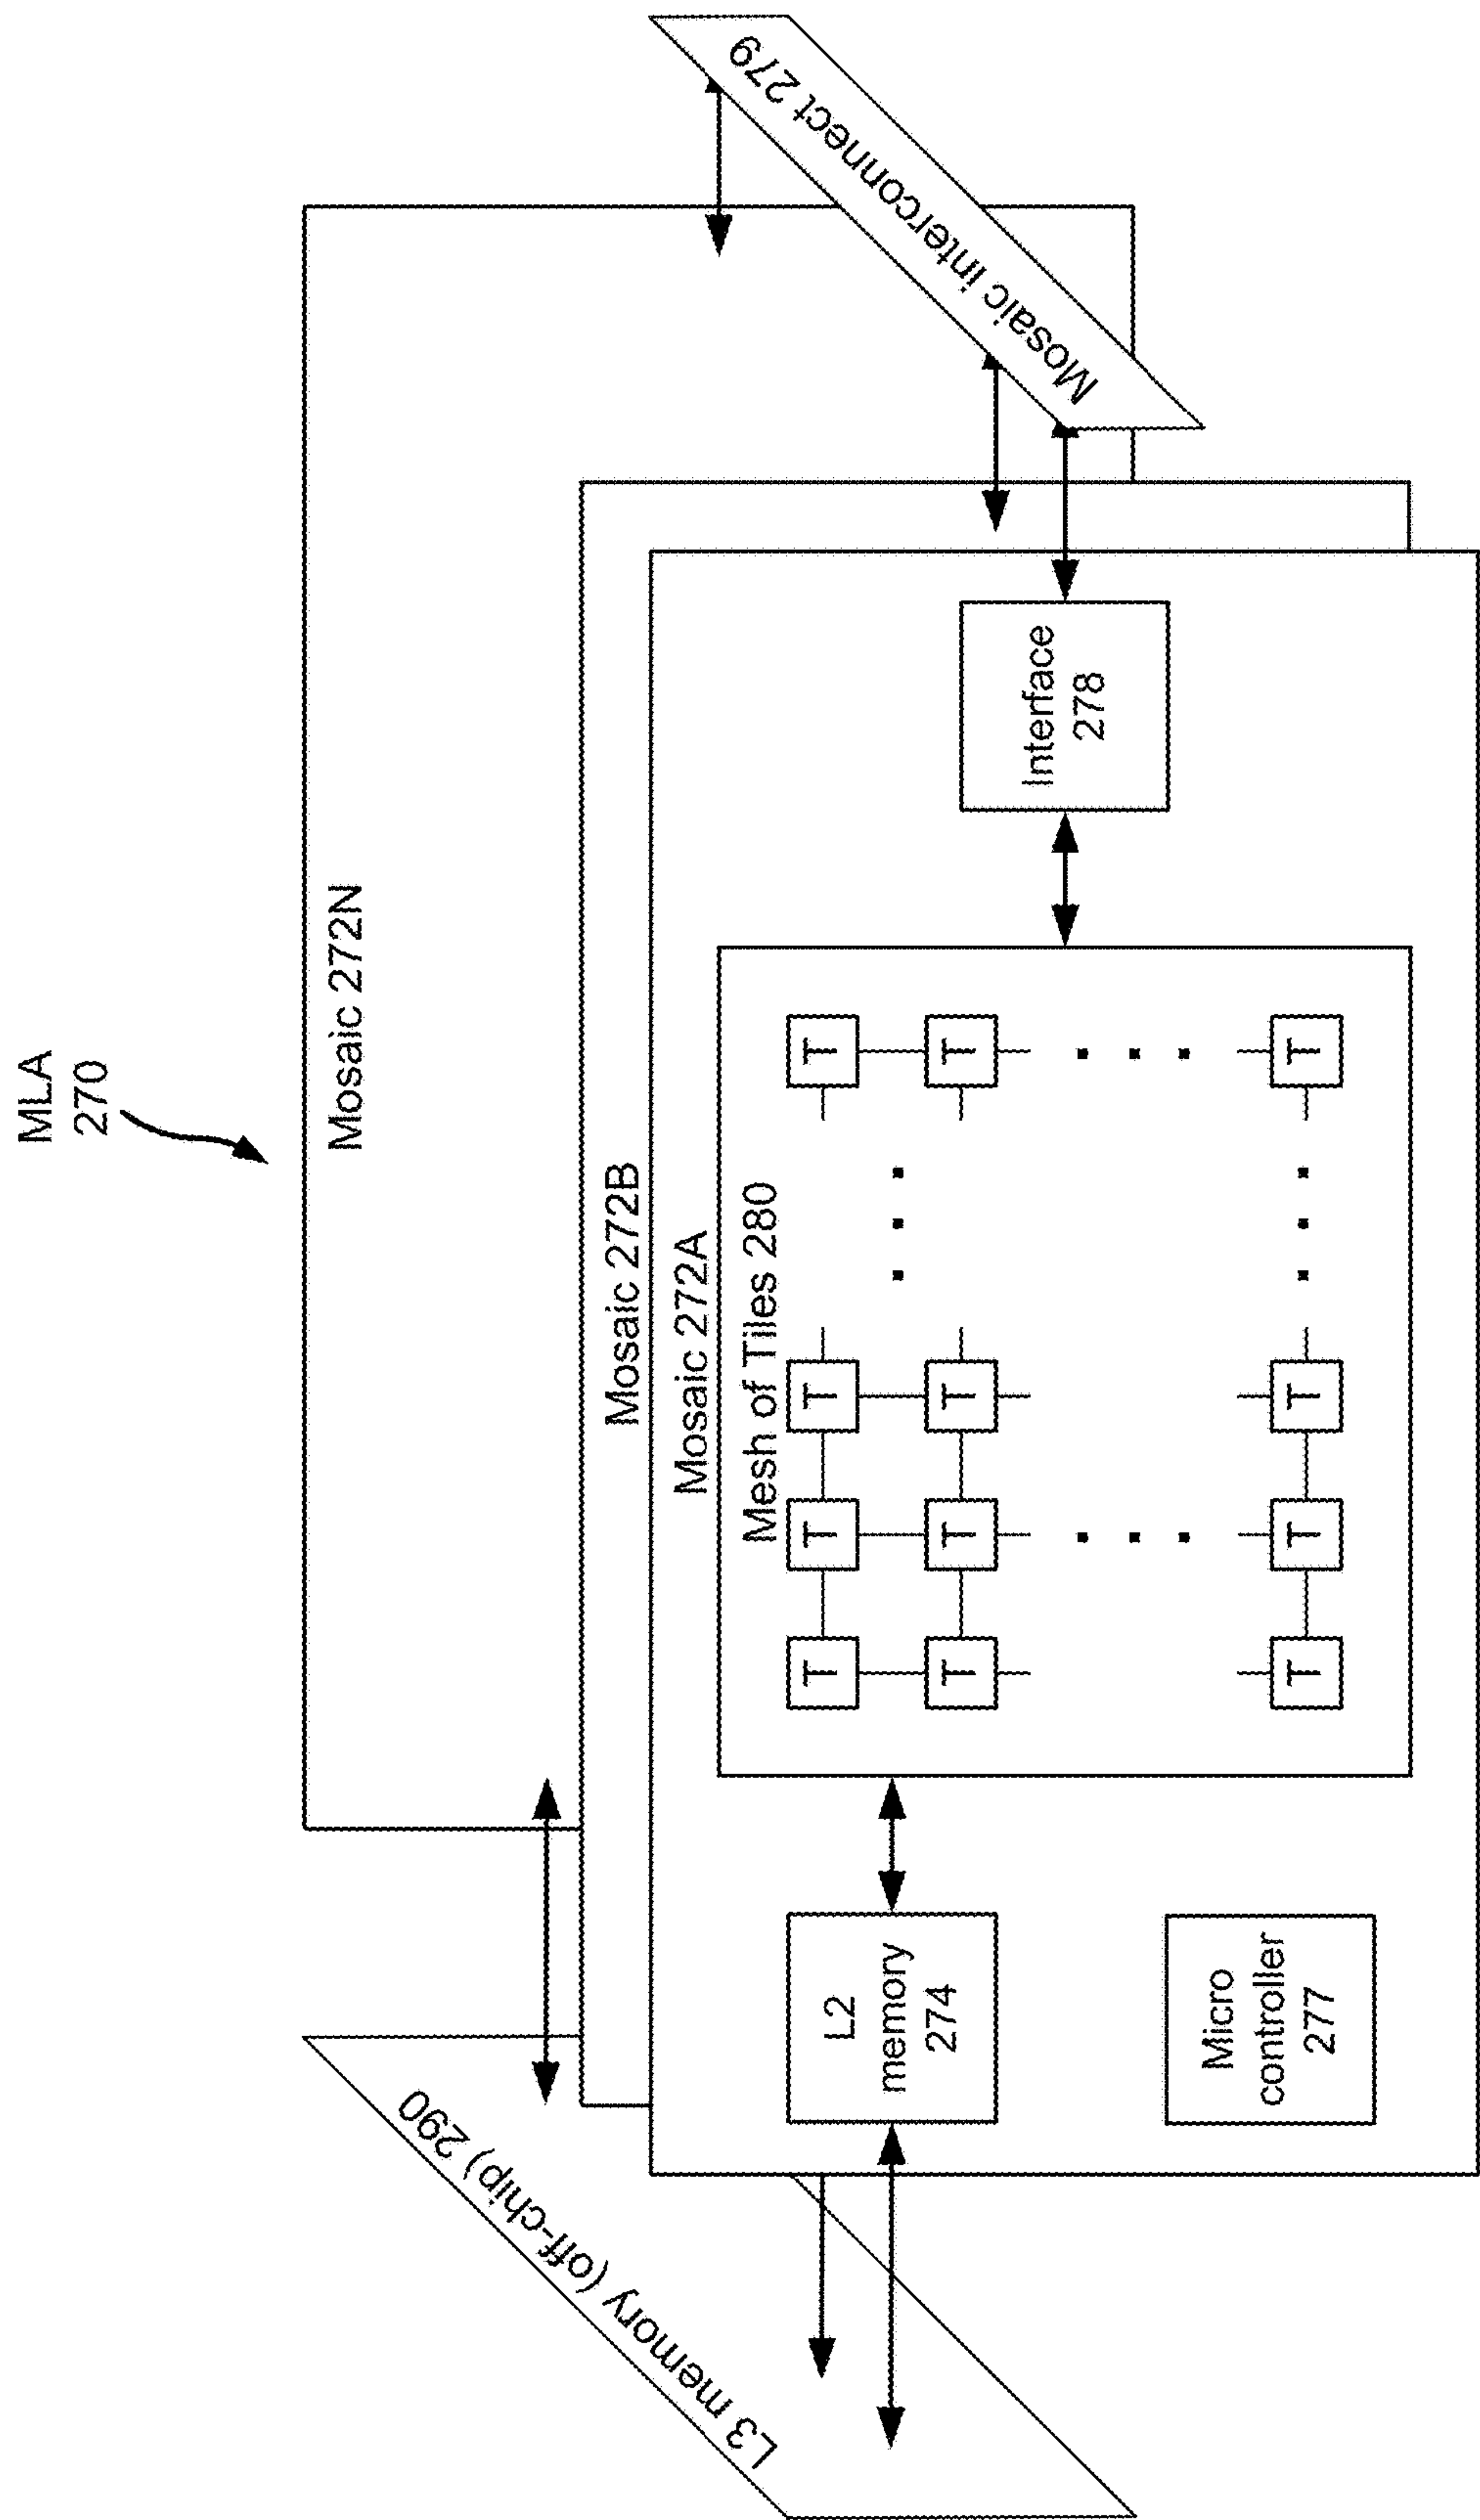 MLA
270
Mosaic 272N
Mosaic 272B
Mosaic 272A
Mesh of Tiles 280
T T T T
T T T T
T T T T
L3 memory (off-chip) 290
L2
memory
274
Micro
controller
277
Interface
278
Mosaic interconnect 279